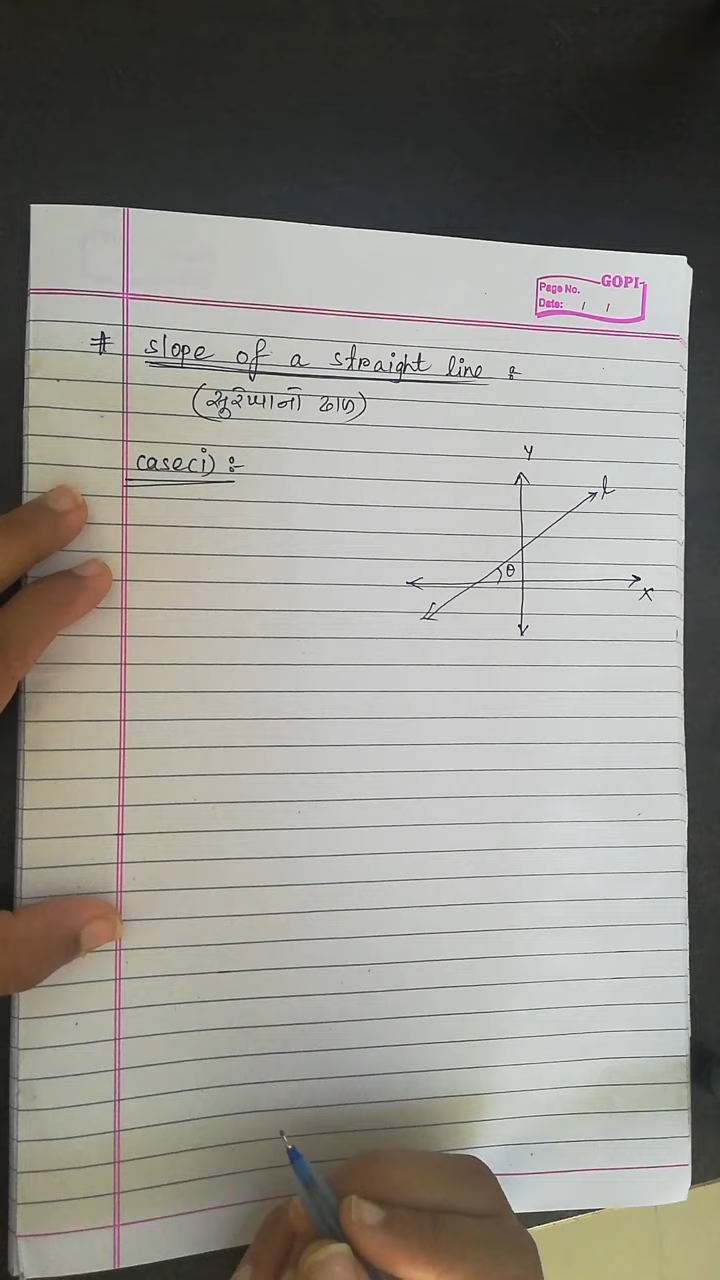 GOPI
Page No.
Date: / /
# slope of a straight line :
(સુરેખાનો ઢાળ)
case(i) :-
y
l
θ
x